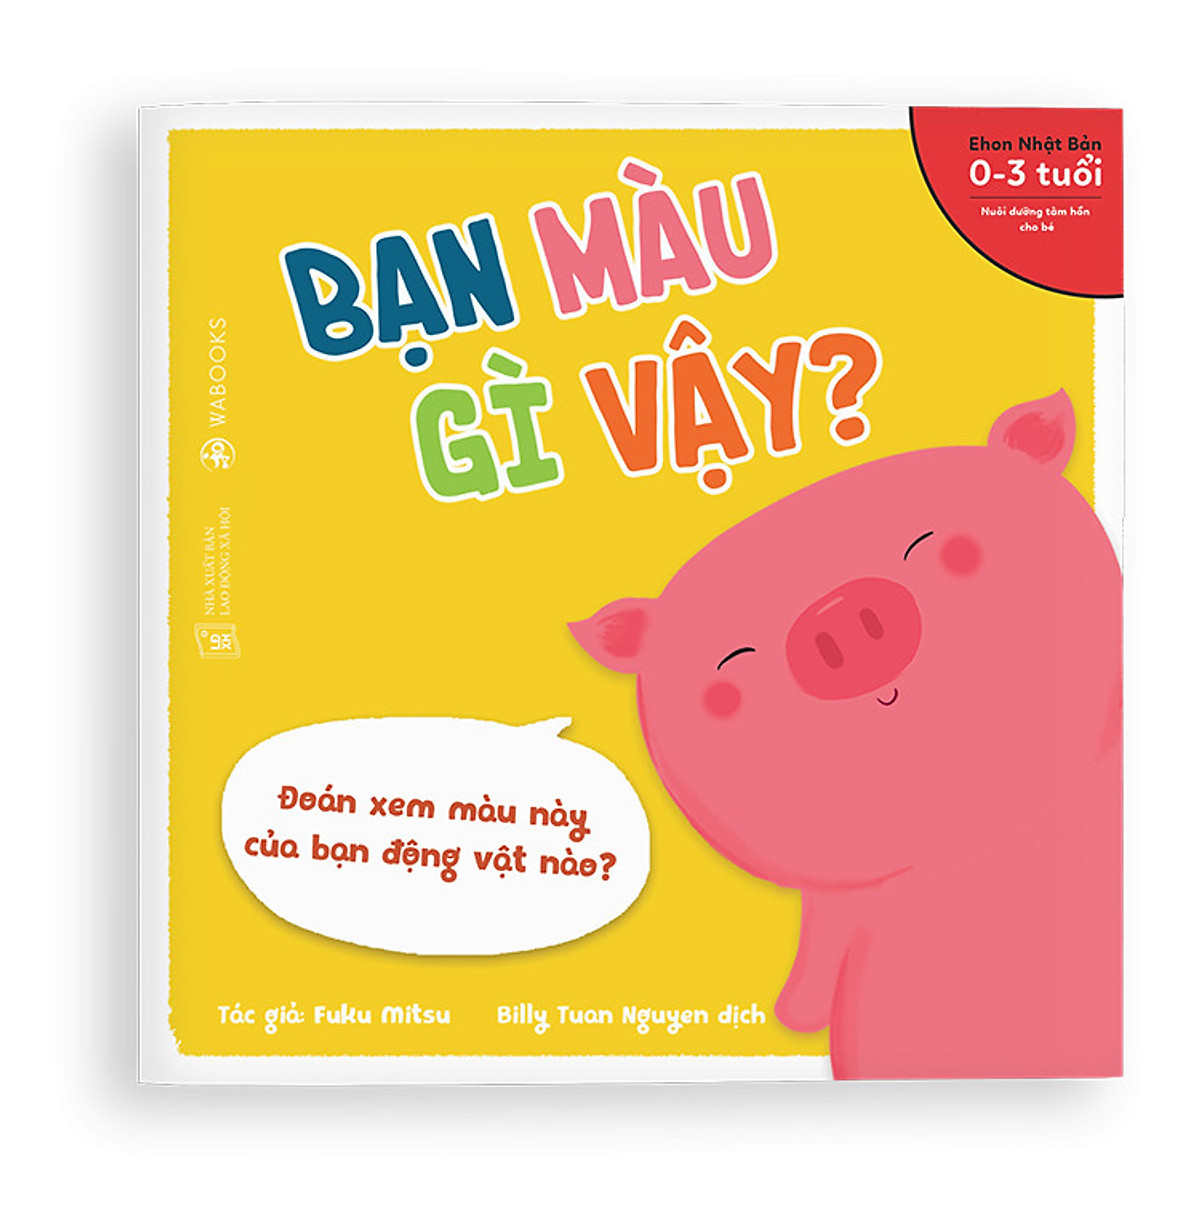 Ehon Nhật Bản
0-3 tuổi
Nuôi dưỡng tâm hồn
cho bé
BẠN MÀU
GÌ VẬY?
WABOOKS
NHÀ XUẤT BẢN
LAO ĐỘNG XÃ HỘI
Đoán xem màu này
của bạn động vật nào?
Tác giả: Fuku Mitsu
Billy Tuan Nguyen dịch